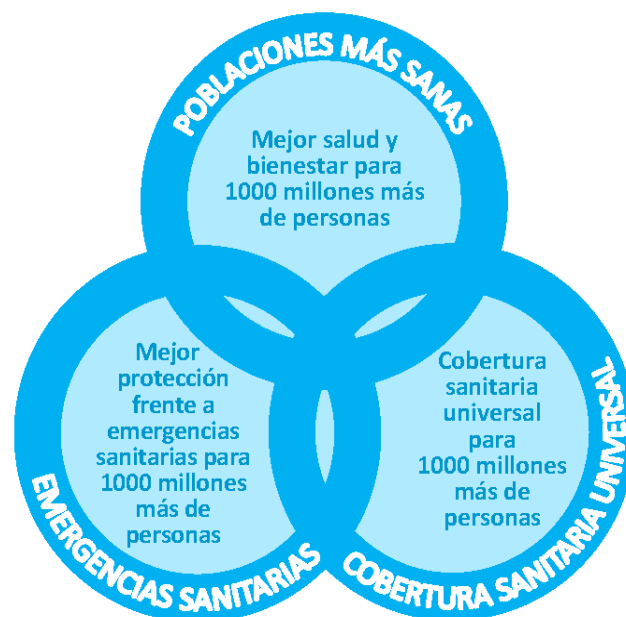 POBLACIONES MÁS SANAS
Mejor salud y
bienestar para
1000 millones más
de personas
Mejor
protección
frente a
emergencias
sanitarias para
1000 millones
más de
personas
EMERGENCIAS SANITARIAS
Cobertura
sanitaria
universal
para
1000 millones
más de
personas
COBERTURA SANITARIA UNIVERSAL